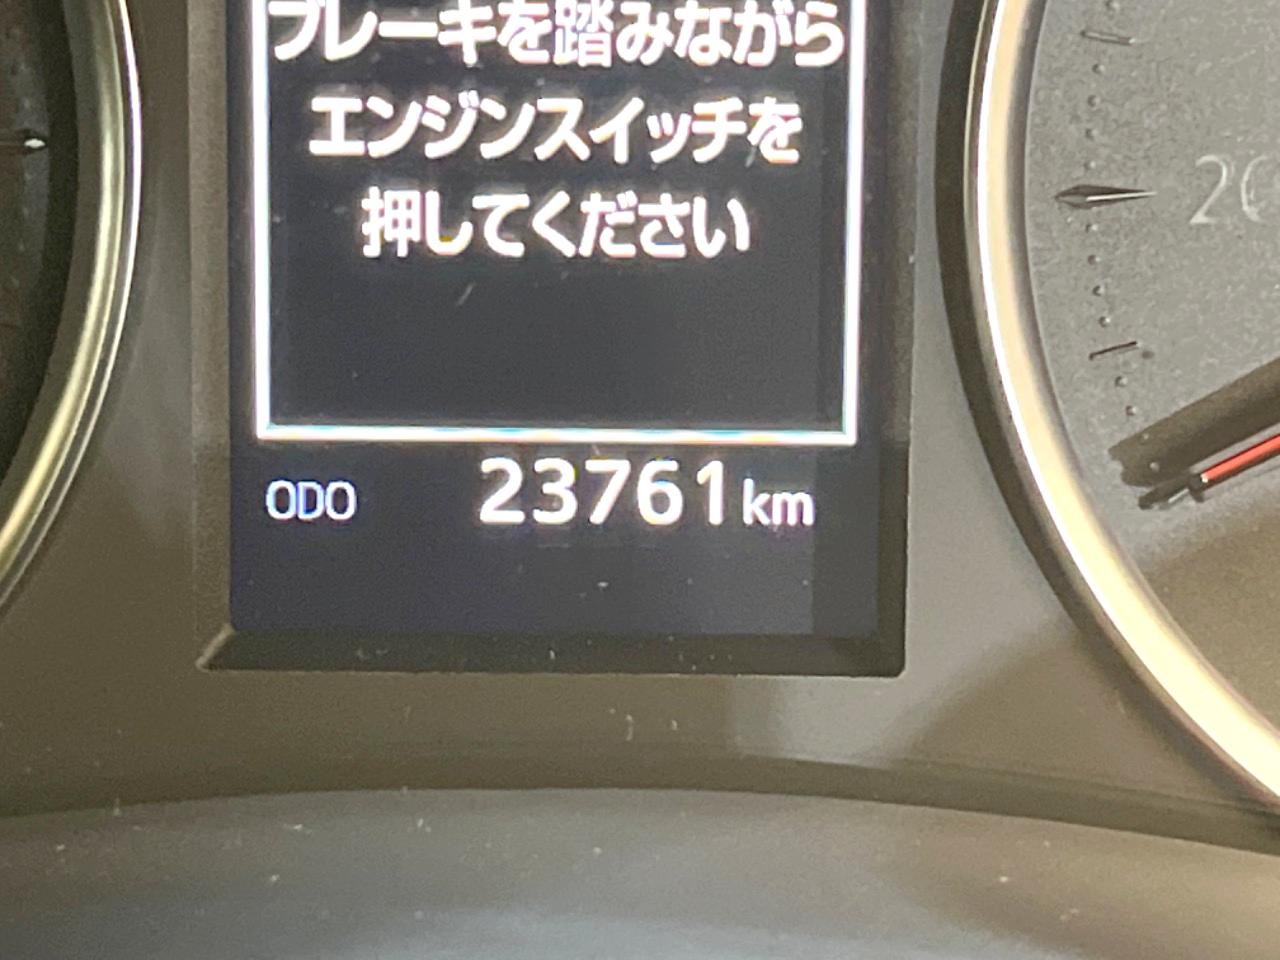 ブレーキを踏みながら
エンジンスイッチを
押してください
20
ODO 23761 km